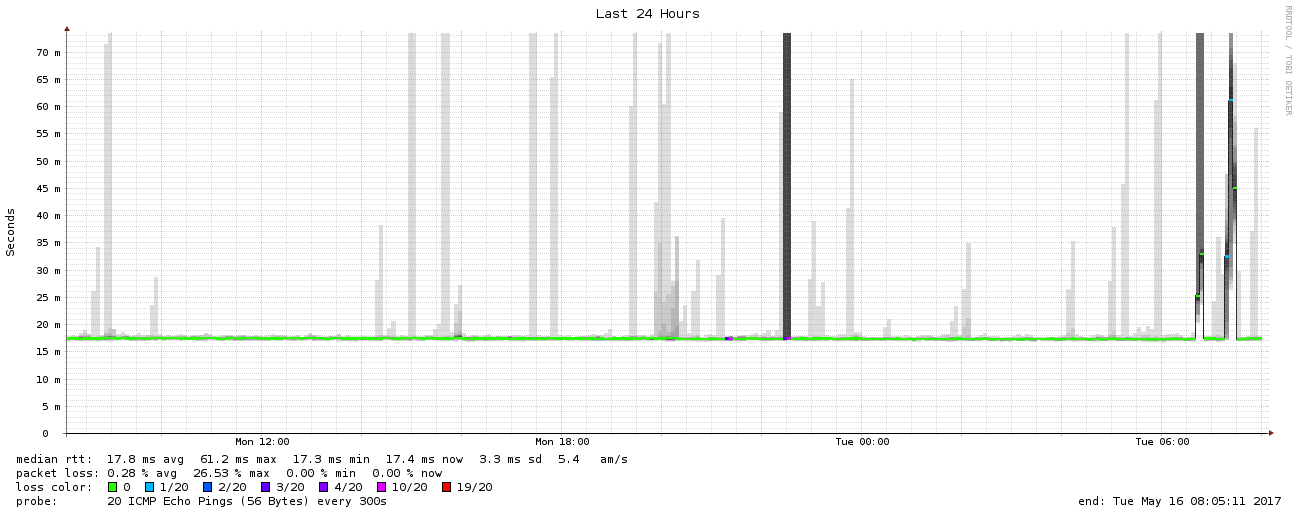 Last 24 Hours
RRDTOOL / TOBI OETIKER
Seconds
70 m
65 m
60 m
55 m
50 m
45 m
40 m
35 m
30 m
25 m
20 m
15 m
10 m
5 m
0
Mon 12:00 Mon 18:00 Tue 00:00 Tue 06:00
median rtt: 17.8 ms avg 61.2 ms max 17.3 ms min 17.4 ms now 3.3 ms sd 5.4 am/s
packet loss: 0.28 % avg 26.53 % max 0.00 % min 0.00 % now
loss color: 0 1/20 2/20 3/20 4/20 10/20 19/20
probe: 20 ICMP Echo Pings (56 Bytes) every 300s end: Tue May 16 08:05:11 2017